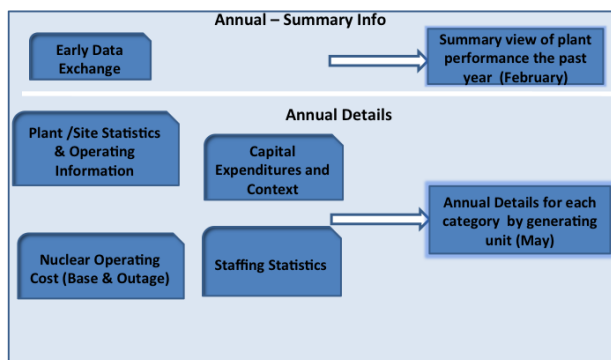 Annual – Summary Info
Early Data
Exchange
Summary view of plant
performance the past
year (February)
Annual Details
Plant /Site Statistics
& Operating
Information
Capital
Expenditures and
Context
Annual Details for each
category by generating
unit (May)
Nuclear Operating
Cost (Base & Outage)
Staffing Statistics